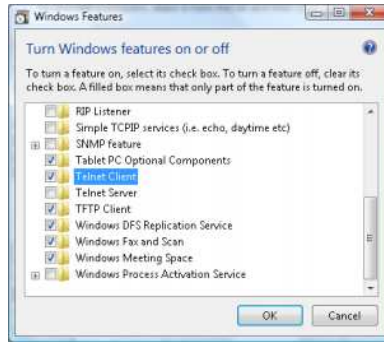 Windows Features
Turn Windows features on or off
To turn a feature on, select its check box. To turn a feature off, clear its
check box. A filled box means that only part of the feature is turned on.
RIP Listener
Simple TCPIP services (i.e. echo, daytime etc)
SNMP feature
Tablet PC Optional Components
Telnet Client
Telnet Server
TFTP Client
Windows DFS Replication Service
Windows Fax and Scan
Windows Meeting Space
Windows Process Activation Service
OK Cancel